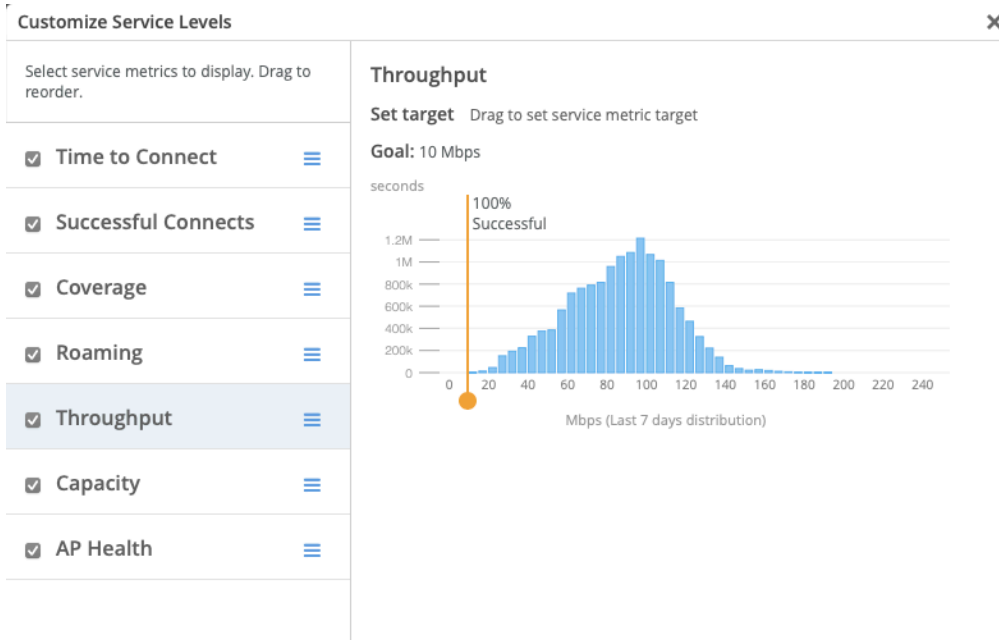 Customize Service Levels
Select service metrics to display. Drag to
reorder.
Time to Connect
Successful Connects
Coverage
Roaming
Throughput
Capacity
AP Health
Throughput
Set target Drag to set service metric target
Goal: 10 Mbps
seconds
100%
Successful
1.2M
1M
800k
600k
400k
200k
0
0 20 40 60 80 100 120 140 160 180 200 220 240
Mbps (Last 7 days distribution)